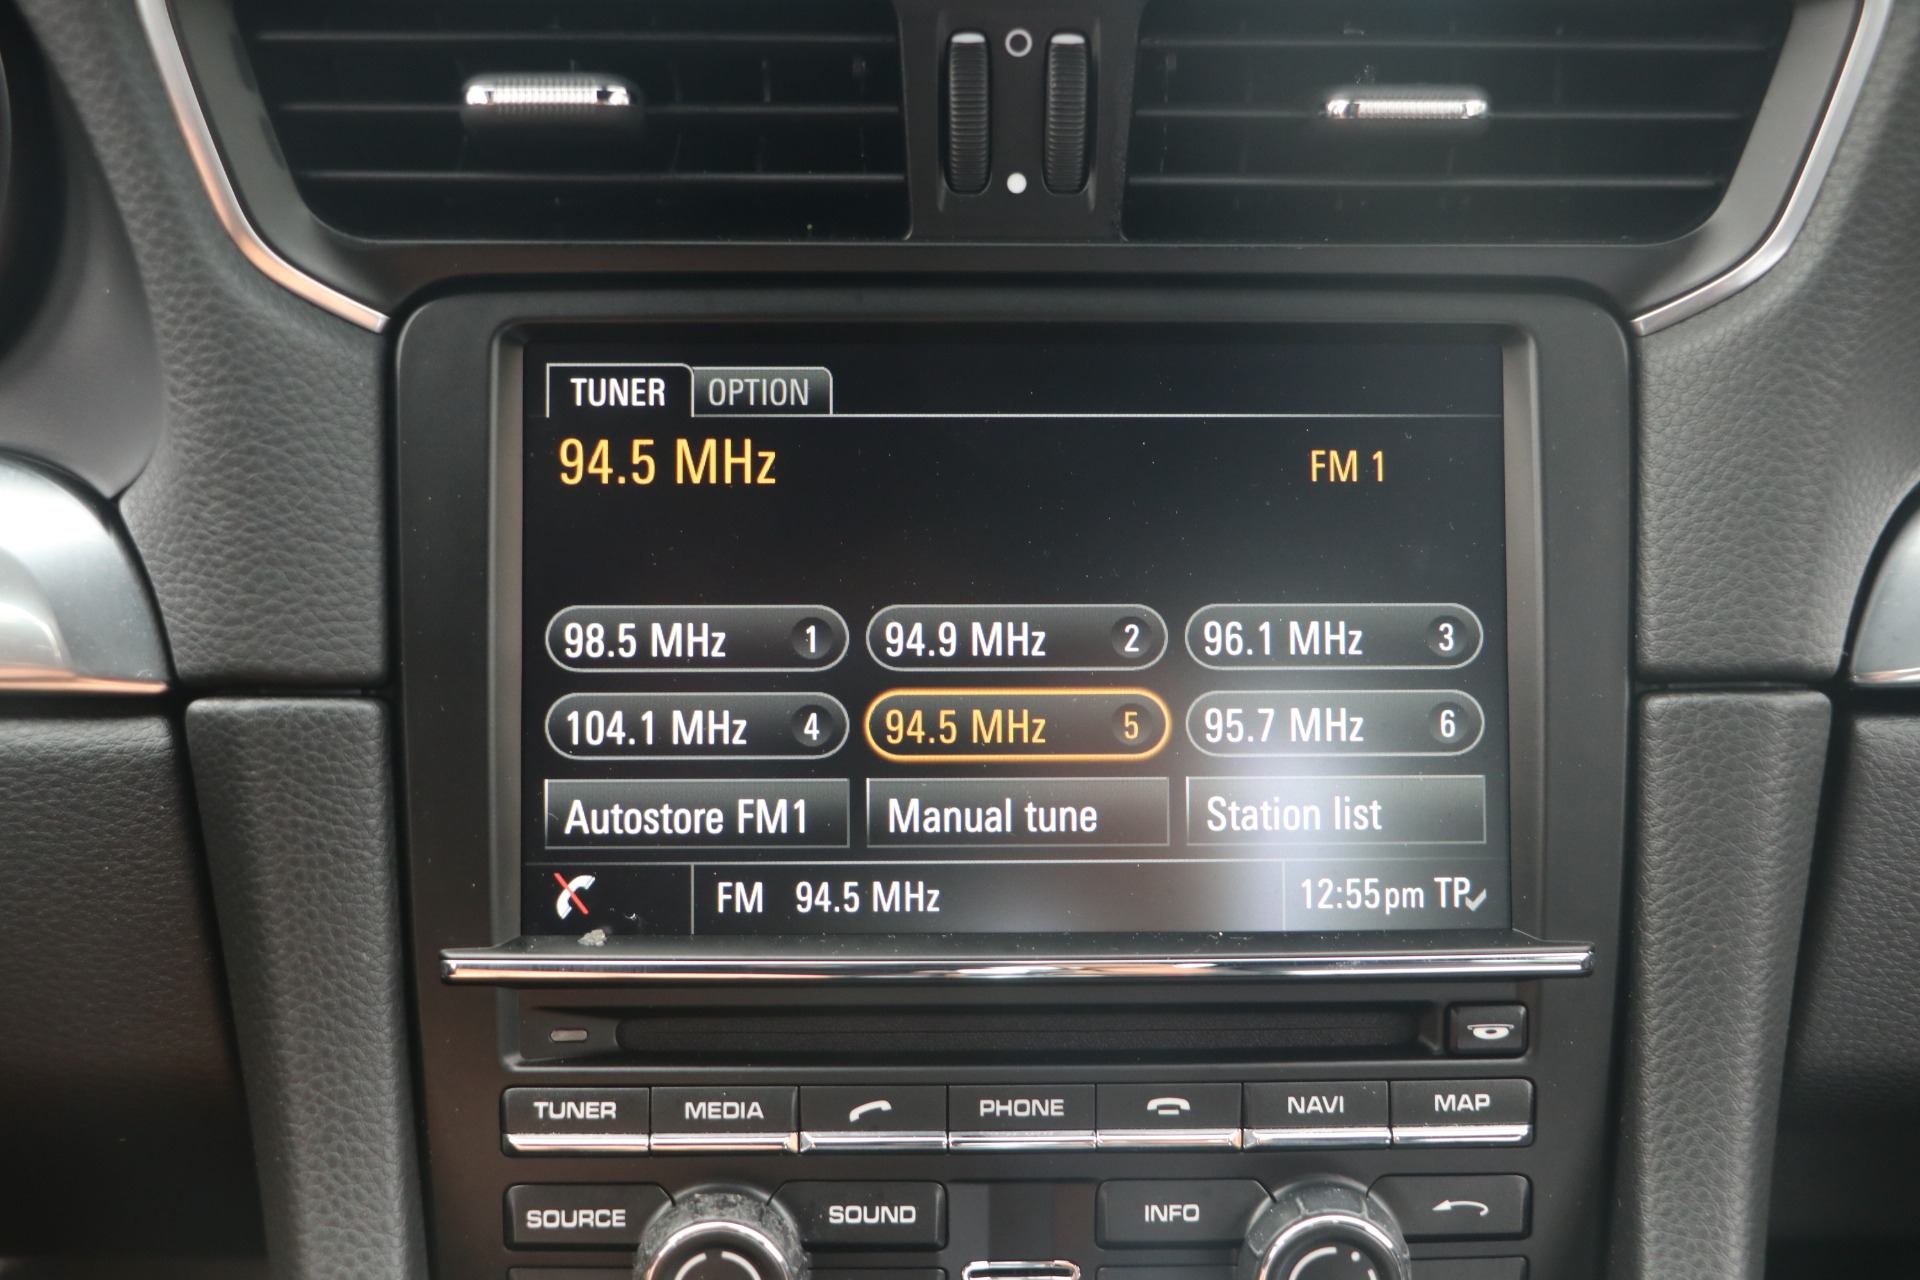 TUNER OPTION
94.5 MHz FM 1
98.5 MHz 1 94.9 MHz 2 96.1 MHz 3
104.1 MHz 4 94.5 MHz 5 95.7 MHz 6
Autostore FM1 Manual tune Station list
FM 94.5 MHz 12:55pm TP
TUNER MEDIA PHONE NAVI MAP
SOURCE SOUND INFO